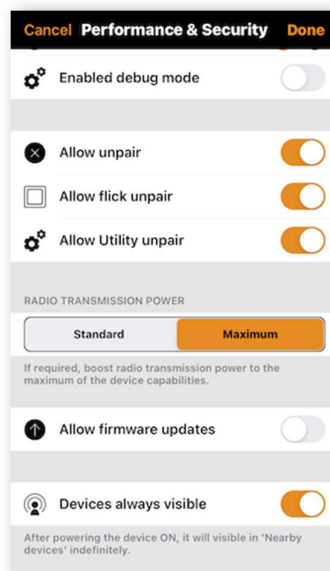 Cancel Performance & Security Done
Enabled debug mode
Allow unpair
Allow flick unpair
Allow Utility unpair
RADIO TRANSMISSION POWER
Standard Maximum
If required, boost radio transmission power to the
maximum of the device capabilities.
Allow firmware updates
Devices always visible
After powering the device ON, it will visible in 'Nearby
devices' indefinitely.